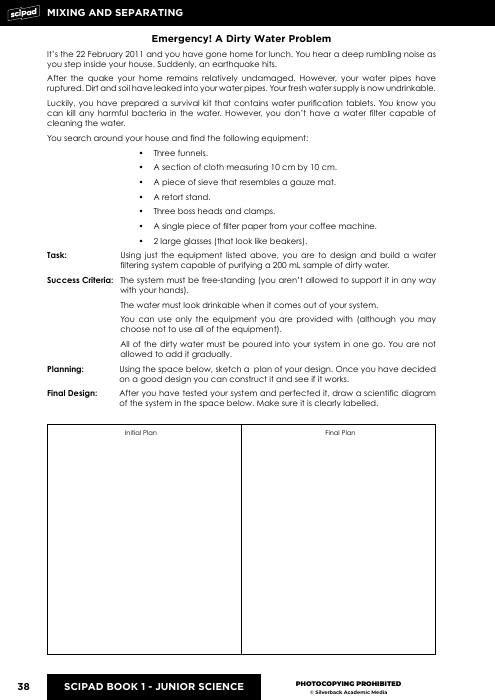 scipad MIXING AND SEPARATING
Emergency! A Dirty Water Problem
It's the 22 February 2011 and you have gone home for lunch. You hear a deep rumbling noise as
you step inside your house. Suddenly, an earthquake hits.
After the quake your home remains relatively undamaged. However, your water pipes have
ruptured. Dirt and soil have leaked into your water pipes. Your fresh water supply is now undrinkable.
Luckily, you have prepared a survival kit that contains water purification tablets. You know you
can kill any harmful bacteria in the water. However, you don't have a water filter capable of
cleaning the water.
You search around your house and find the following equipment:
• Three funnels.
• A section of cloth measuring 10 cm by 10 cm.
• A piece of sieve that resembles a gauze mat.
• A retort stand.
• Three boss heads and clamps.
• A single piece of filter paper from your coffee machine.
• 2 large glasses (that look like beakers).
Task: Using just the equipment listed above, you are to design and build a water
filtering system capable of purifying a 200 mL sample of dirty water.
Success Criteria: The system must be free-standing (you aren't allowed to support it in any way
with your hands).
The water must look drinkable when it comes out of your system.
You can use only the equipment you are provided with (although you may
choose not to use all of the equipment).
All of the dirty water must be poured into your system in one go. You are not
allowed to add it gradually.
Planning: Using the space below, sketch a plan of your design. Once you have decided
on a good design you can construct it and see if it works.
Final Design: After you have tested your system and perfected it, draw a scientific diagram
of the system in the space below. Make sure it is clearly labelled.
Initial Plan
Final Plan
38 SCIPAD BOOK 1 - JUNIOR SCIENCE
PHOTOCOPYING PROHIBITED
© Silverback Academic Media